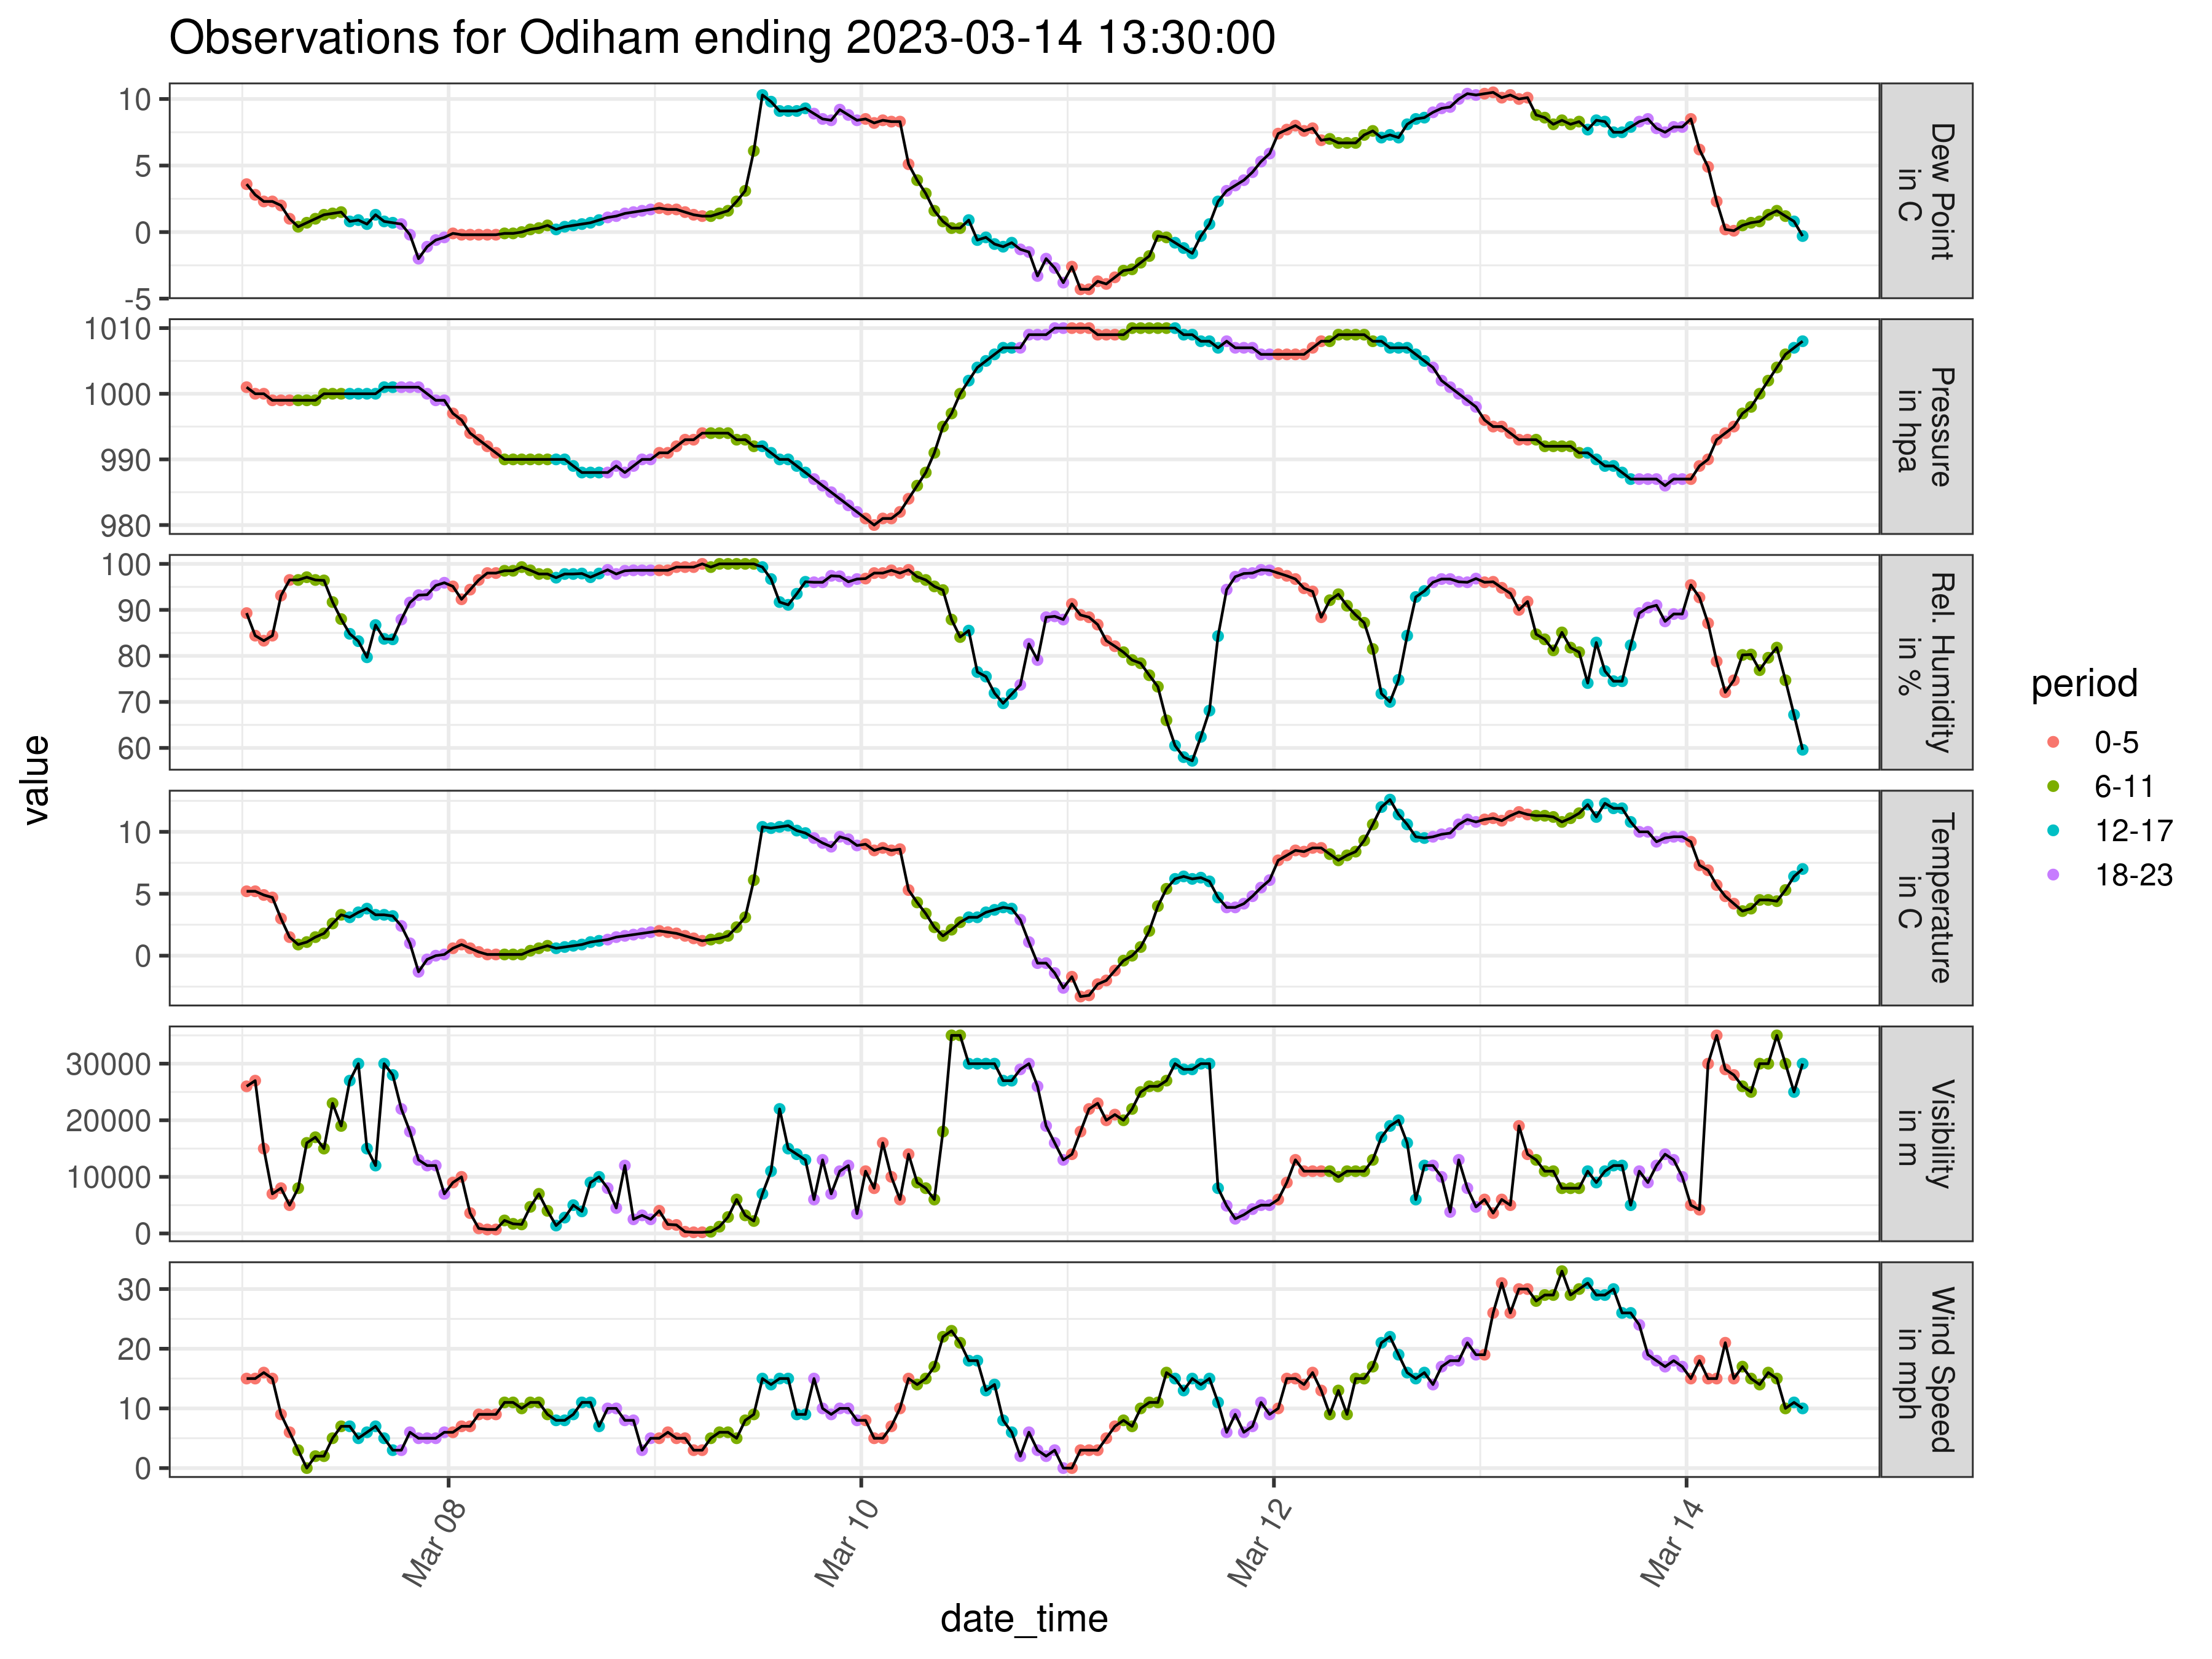 Observations for Odiham ending 2023-03-14 13:30:00
value
10
5
0
-5
Dew Point
in C
1010
1000
990
980
Pressure
in hpa
100
90
80
70
60
Rel. Humidity
in %
10
5
0
Temperature
in C
30000
20000
10000
0
Visibility
in m
30
20
10
0
Wind Speed
in mph
Mar 08
Mar 10
Mar 12
Mar 14
date_time
period
0-5
6-11
12-17
18-23